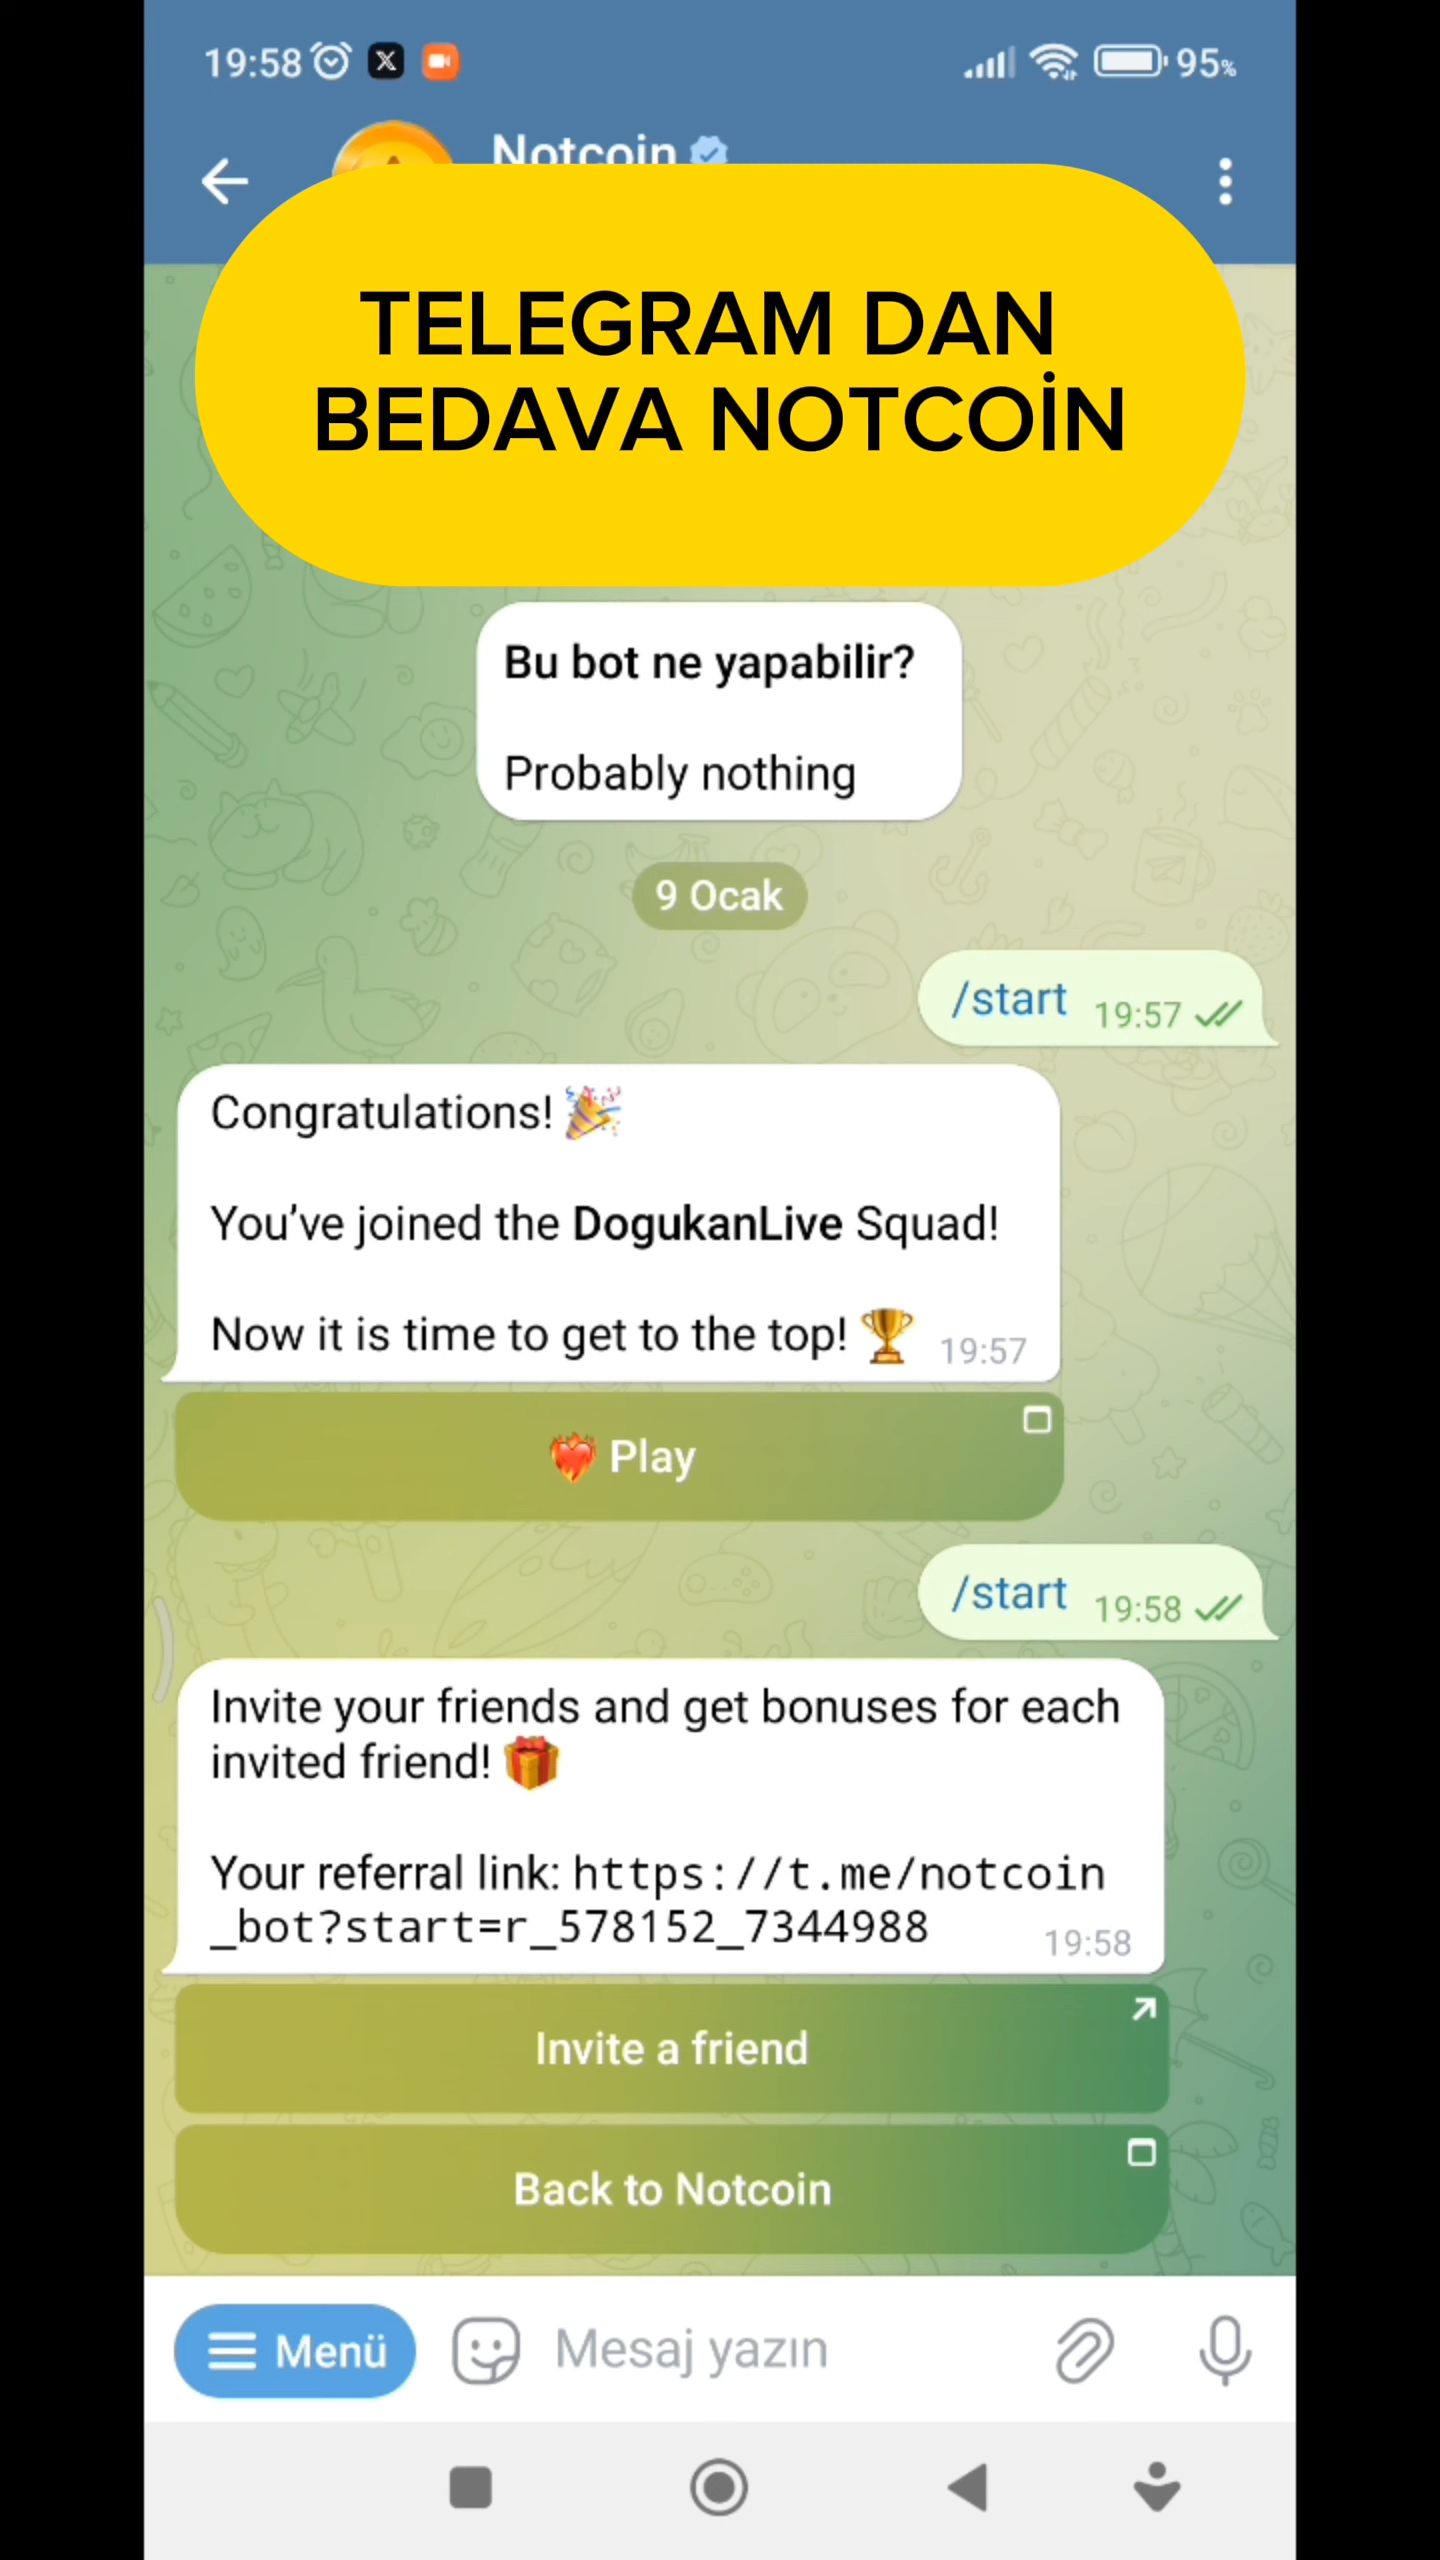 19:58
95%
Notcoin
TELEGRAM DAN
BEDAVA NOTCOİN
Bu bot ne yapabilir?
Probably nothing
9 Ocak
/start 19:57
Congratulations! 🎉
You’ve joined the DogukanLive Squad!
Now it is time to get to the top! 🏆 19:57
❤️‍🔥 Play
/start 19:58
Invite your friends and get bonuses for each
invited friend! 🎁
Your referral link: https://t.me/notcoin
_bot?start=r_578152_7344988 19:58
Invite a friend
Back to Notcoin
Menü
Mesaj yazın